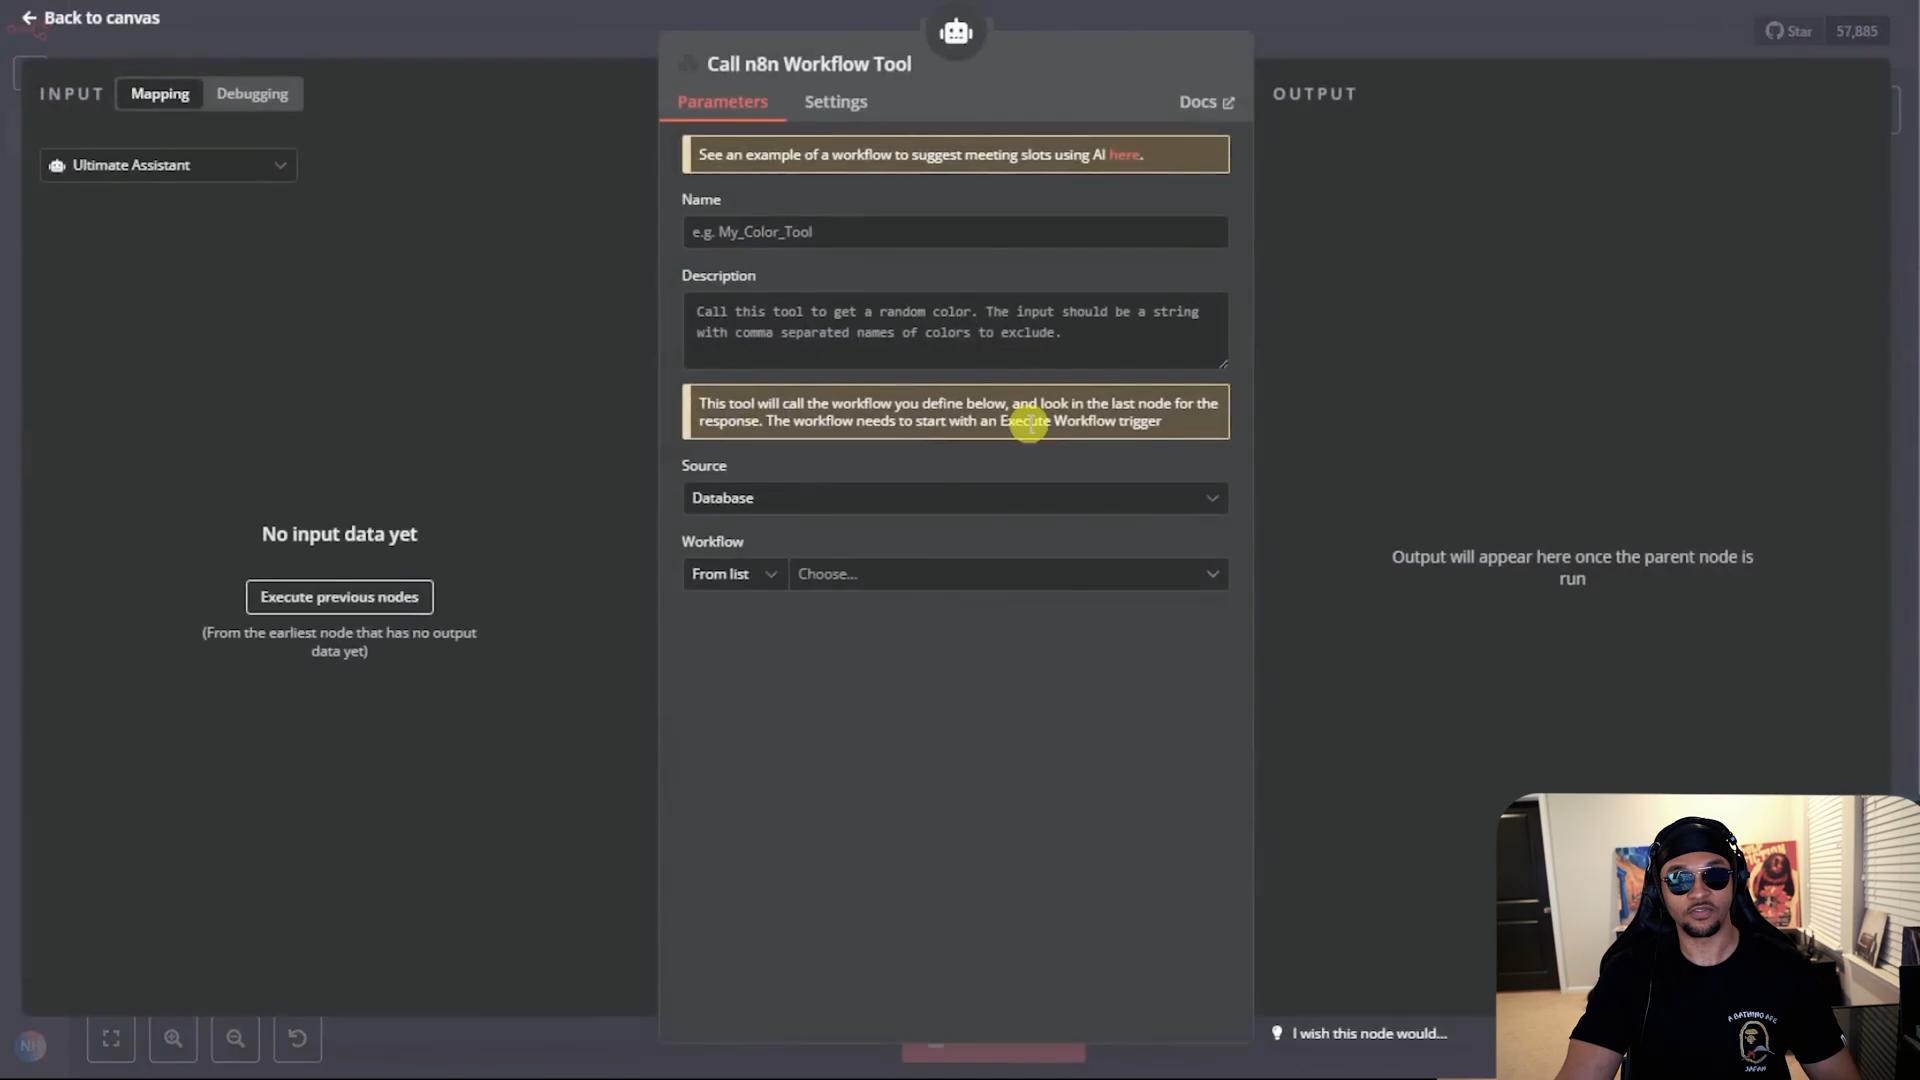 Back to canvas
Star 57,885
INPUT Mapping Debugging
Ultimate Assistant
No input data yet
Execute previous nodes
(From the earliest node that has no output
data yet)
Call n8n Workflow Tool
Parameters Settings Docs
See an example of a workflow to suggest meeting slots using AI here.
Name
e.g. My_Color_Tool
Description
Call this tool to get a random color. The input should be a string
with comma separated names of colors to exclude.
This tool will call the workflow you define below, and look in the last node for the
response. The workflow needs to start with an Execute Workflow trigger
Source
Database
Workflow
From list Choose...
OUTPUT
Output will appear here once the parent node is
run
I wish this node would...
NH
A BATHING APE
JAPAN